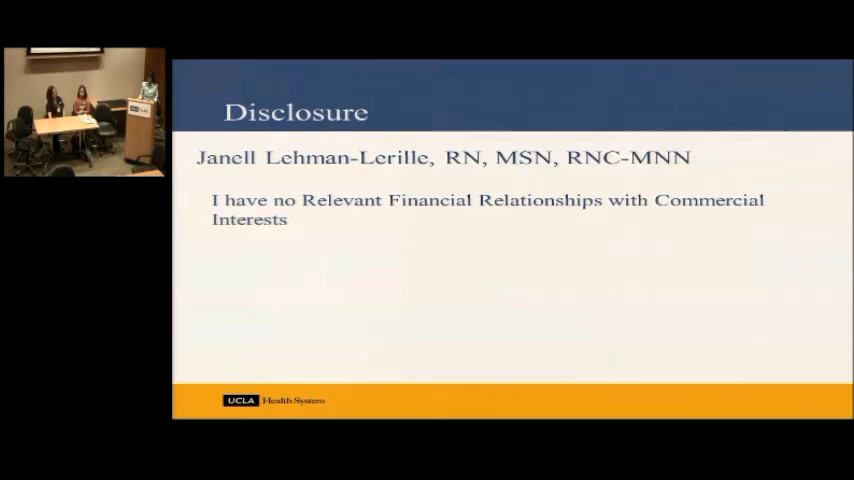 Disclosure
Janell Lehman-Lerille, RN, MSN, RNC-MNN
I have no Relevant Financial Relationships with Commercial
Interests
UCLA Health System